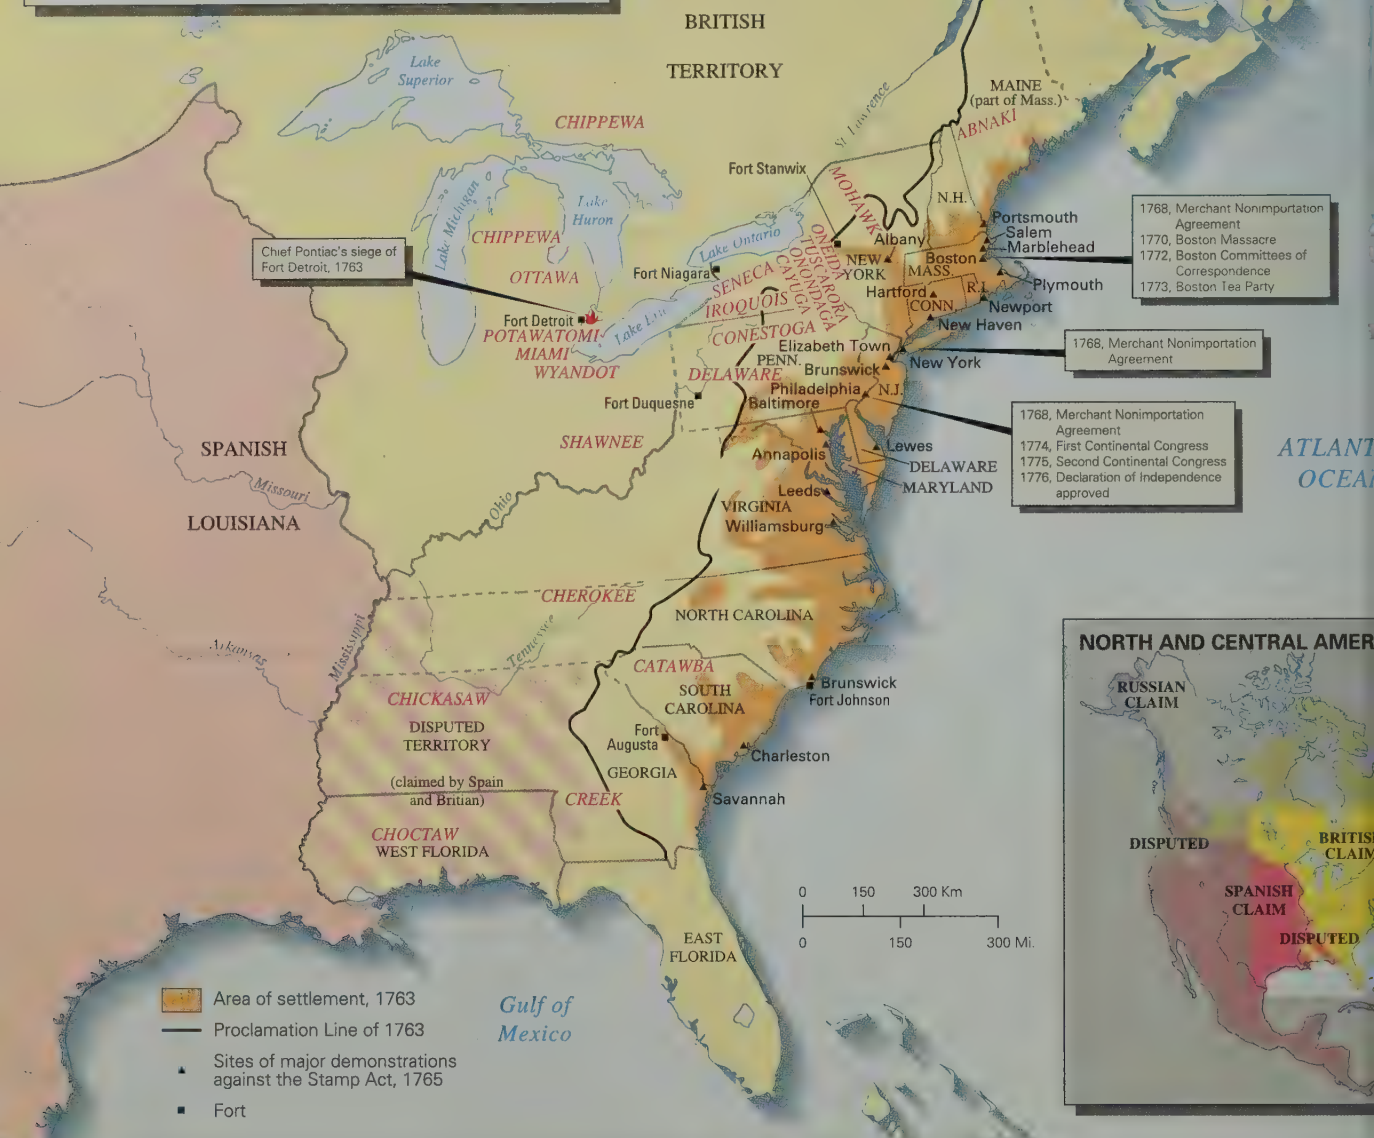 BRITISH
TERRITORY
Lake
Superior
CHIPPEWA
St. Lawrence
MAINE
(part of Mass.)
ABNAKI
Fort Stanwix
MOHAWK
N.H.
Lake Michigan
Lake
Huron
CHIPPEWA
OTTAWA
Lake Ontario
Fort Niagara
ONEIDA
TUSCARORA
ONONDAGA
CAYUGA
SENECA
IROQUOIS
Albany
NEW
YORK
MASS.
Boston
Portsmouth
Salem
Marblehead
Plymouth
Hartford
CONN.
R.I.
Newport
New Haven
1768, Merchant Nonimportation
Agreement
1770, Boston Massacre
1772, Boston Committees of
Correspondence
1773, Boston Tea Party
Chief Pontiac's siege of
Fort Detroit, 1763
Fort Detroit
Lake
POTAWATOMI
MIAMI
WYANDOT
CONESTOGA
Elizabeth Town
PENN.
DELAWARE
Brunswick
New York
1768, Merchant Nonimportation
Agreement
Philadelphia
N.J.
Fort Duquesne
Baltimore
1768, Merchant Nonimportation
Agreement
1774, First Continental Congress
1775, Second Continental Congress
1776, Declaration of Independence
approved
SHAWNEE
Annapolis
Lewes
DELAWARE
MARYLAND
Leeds
VIRGINIA
Williamsburg
ATLANT
OCEA
SPANISH
LOUISIANA
Missouri
Ohio
Arkansas
Mississippi
CHEROKEE
Tennessee
NORTH CAROLINA
CATAWBA
SOUTH
CAROLINA
Brunswick
Fort Johnson
CHICKASAW
DISPUTED
TERRITORY
(claimed by Spain
and Britian)
Fort
Augusta
Charleston
GEORGIA
CREEK
Savannah
CHOCTAW
WEST FLORIDA
EAST
FLORIDA
0 150 300 Km
0 150 300 Mi.
Gulf of
Mexico
Area of settlement, 1763
Proclamation Line of 1763
Sites of major demonstrations
against the Stamp Act, 1765
Fort
NORTH AND CENTRAL AMER
RUSSIAN
CLAIM
DISPUTED
BRITIS
CLAIM
SPANISH
CLAIM
DISPUTED